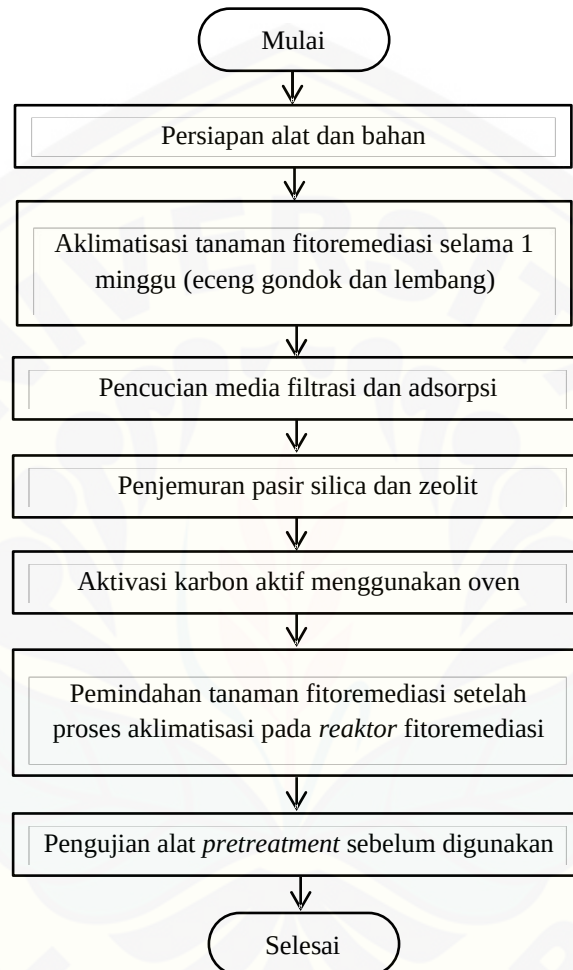 Mulai
Persiapan alat dan bahan
Aklimatisasi tanaman fitoremediasi selama 1
minggu (eceng gondok dan lembang)
Pencucian media filtrasi dan adsorpsi
Penjemuran pasir silica dan zeolit
Aktivasi karbon aktif menggunakan oven
Pemindahan tanaman fitoremediasi setelah
proses aklimatisasi pada reaktor fitoremediasi
Pengujian alat pretreatment sebelum digunakan
Selesai